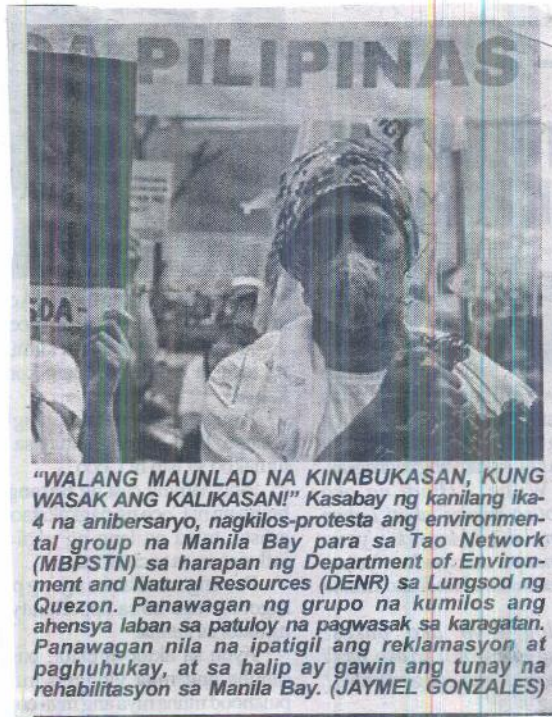 PILIPINAS
SDA-
“WALANG MAUNLAD NA KINABUKASAN, KUNG
WASAK ANG KALIKASAN!” Kasabay ng kanilang ika-
4 na anibersaryo, nagkilos-protesta ang environmen-
tal group na Manila Bay para sa Tao Network
(MBPSTN) sa harapan ng Department of Environ-
ment and Natural Resources (DENR) sa Lungsod ng
Quezon. Panawagan ng grupo na kumilos ang
ahensya laban sa patuloy na pagwasak sa karagatan.
Panawagan nila na ipatigil ang reklamasyon at
paghuhukay, at sa halip ay gawin ang tunay na
rehabilitasyon sa Manila Bay. (JAYMEL GONZALES)